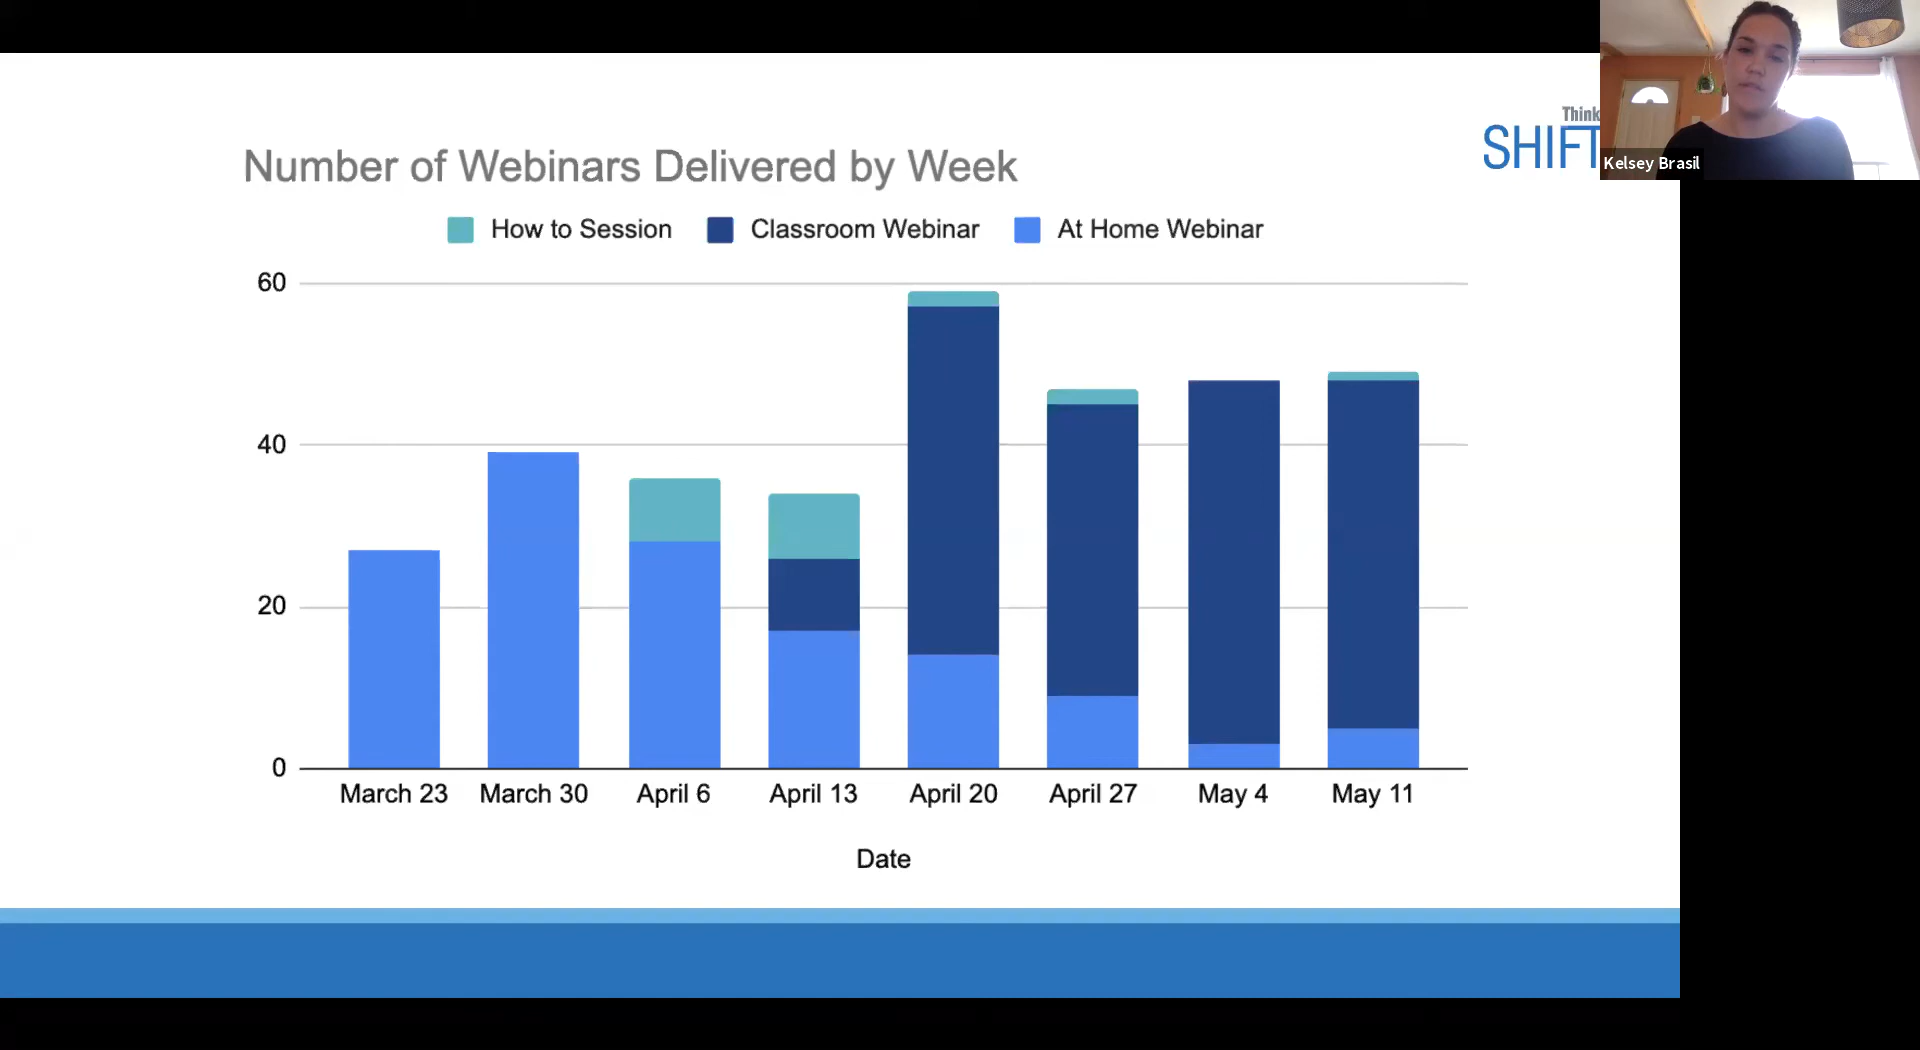 Think
SHIFT
Kelsey Brasil
Number of Webinars Delivered by Week
How to Session Classroom Webinar At Home Webinar
60
40
20
0
March 23 March 30 April 6 April 13 April 20 April 27 May 4 May 11
Date